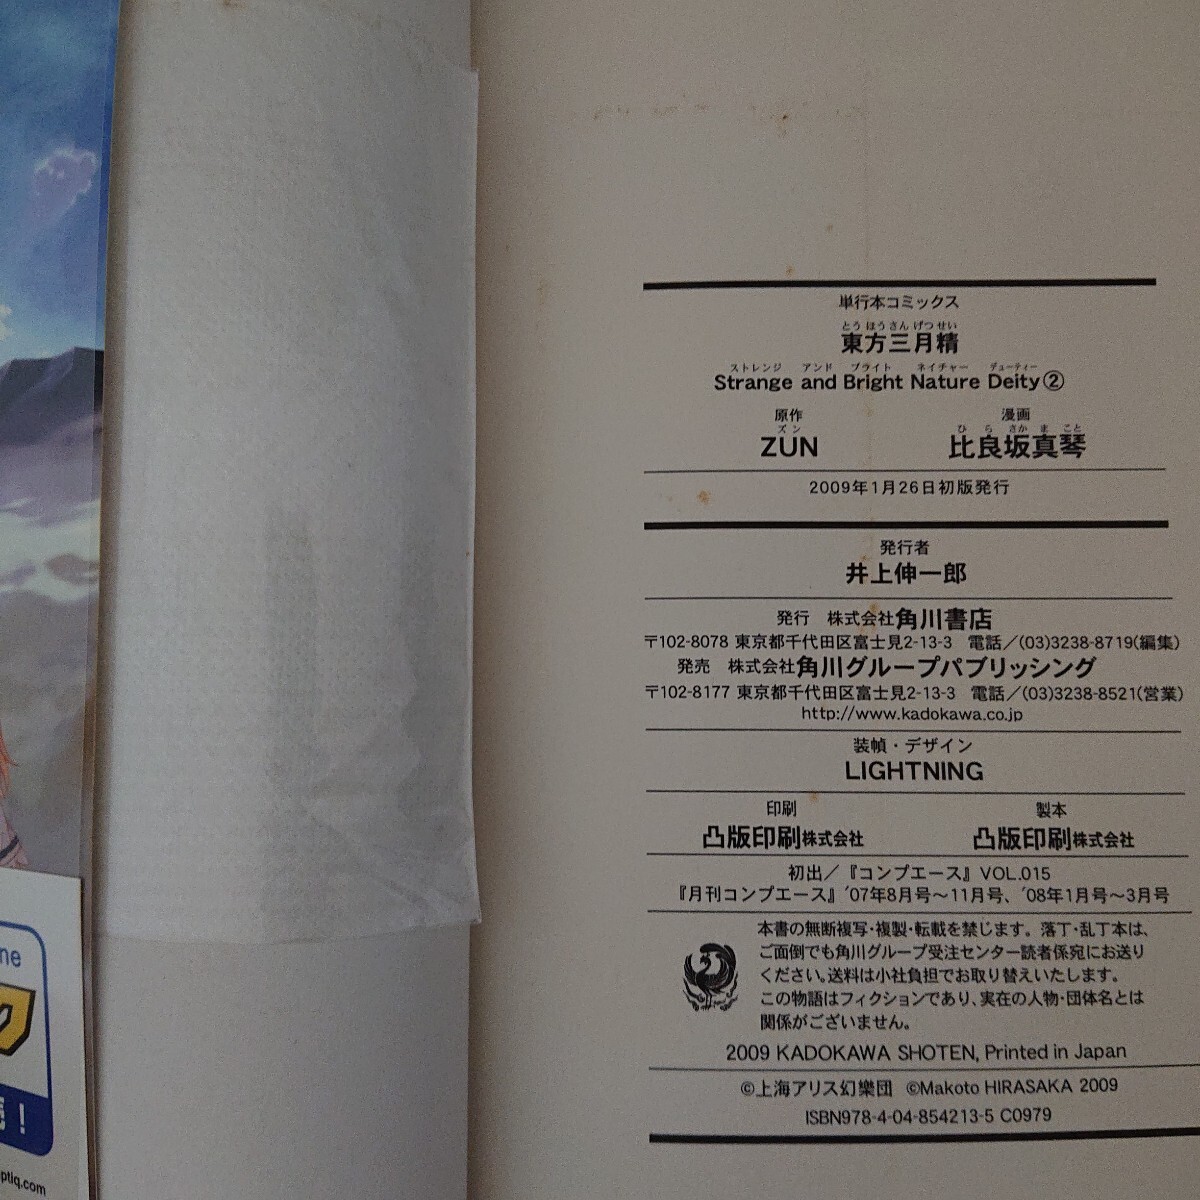 単行本コミックス
とうほうさんげつせい
東方三月精
ストレンジ アンド ブライト ネイチャー デューティー
Strange and Bright Nature Deity②
原作 漫画
ズン ひらさかまこと
ZUN 比良坂真琴
2009年1月26日初版発行
発行者
井上伸一郎
発行 株式会社角川書店
〒102-8078 東京都千代田区富士見2-13-3 電話／(03)3238-8719(編集)
発売 株式会社角川グループパブリッシング
〒102-8177 東京都千代田区富士見2-13-3 電話／(03)3238-8521(営業)
http://www.kadokawa.co.jp
装幀・デザイン
LIGHTNING
印刷 製本
凸版印刷株式会社 凸版印刷株式会社
初出／『コンプエース』VOL.015
『月刊コンプエース』'07年8月号～11月号、'08年1月号～3月号
本書の無断複写・複製・転載を禁じます。落丁・乱丁本は、
ご面倒でも角川グループ受注センター読者係宛にお送り
ください。送料は小社負担でお取り替えいたします。
この物語はフィクションであり、実在の人物・団体名とは
関係がございません。
2009 KADOKAWA SHOTEN, Printed in Japan
©上海アリス幻樂団 ©Makoto HIRASAKA 2009
ISBN978-4-04-854213-5 C0979
ne
!
ptiq.com